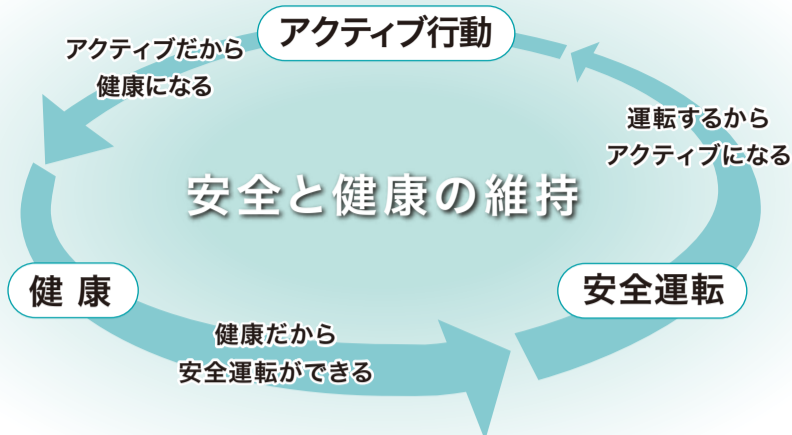 アクティブ行動
アクティブだから
健康になる
運転するから
アクティブになる
安全と健康の維持
健 康
安全運転
健康だから
安全運転ができる